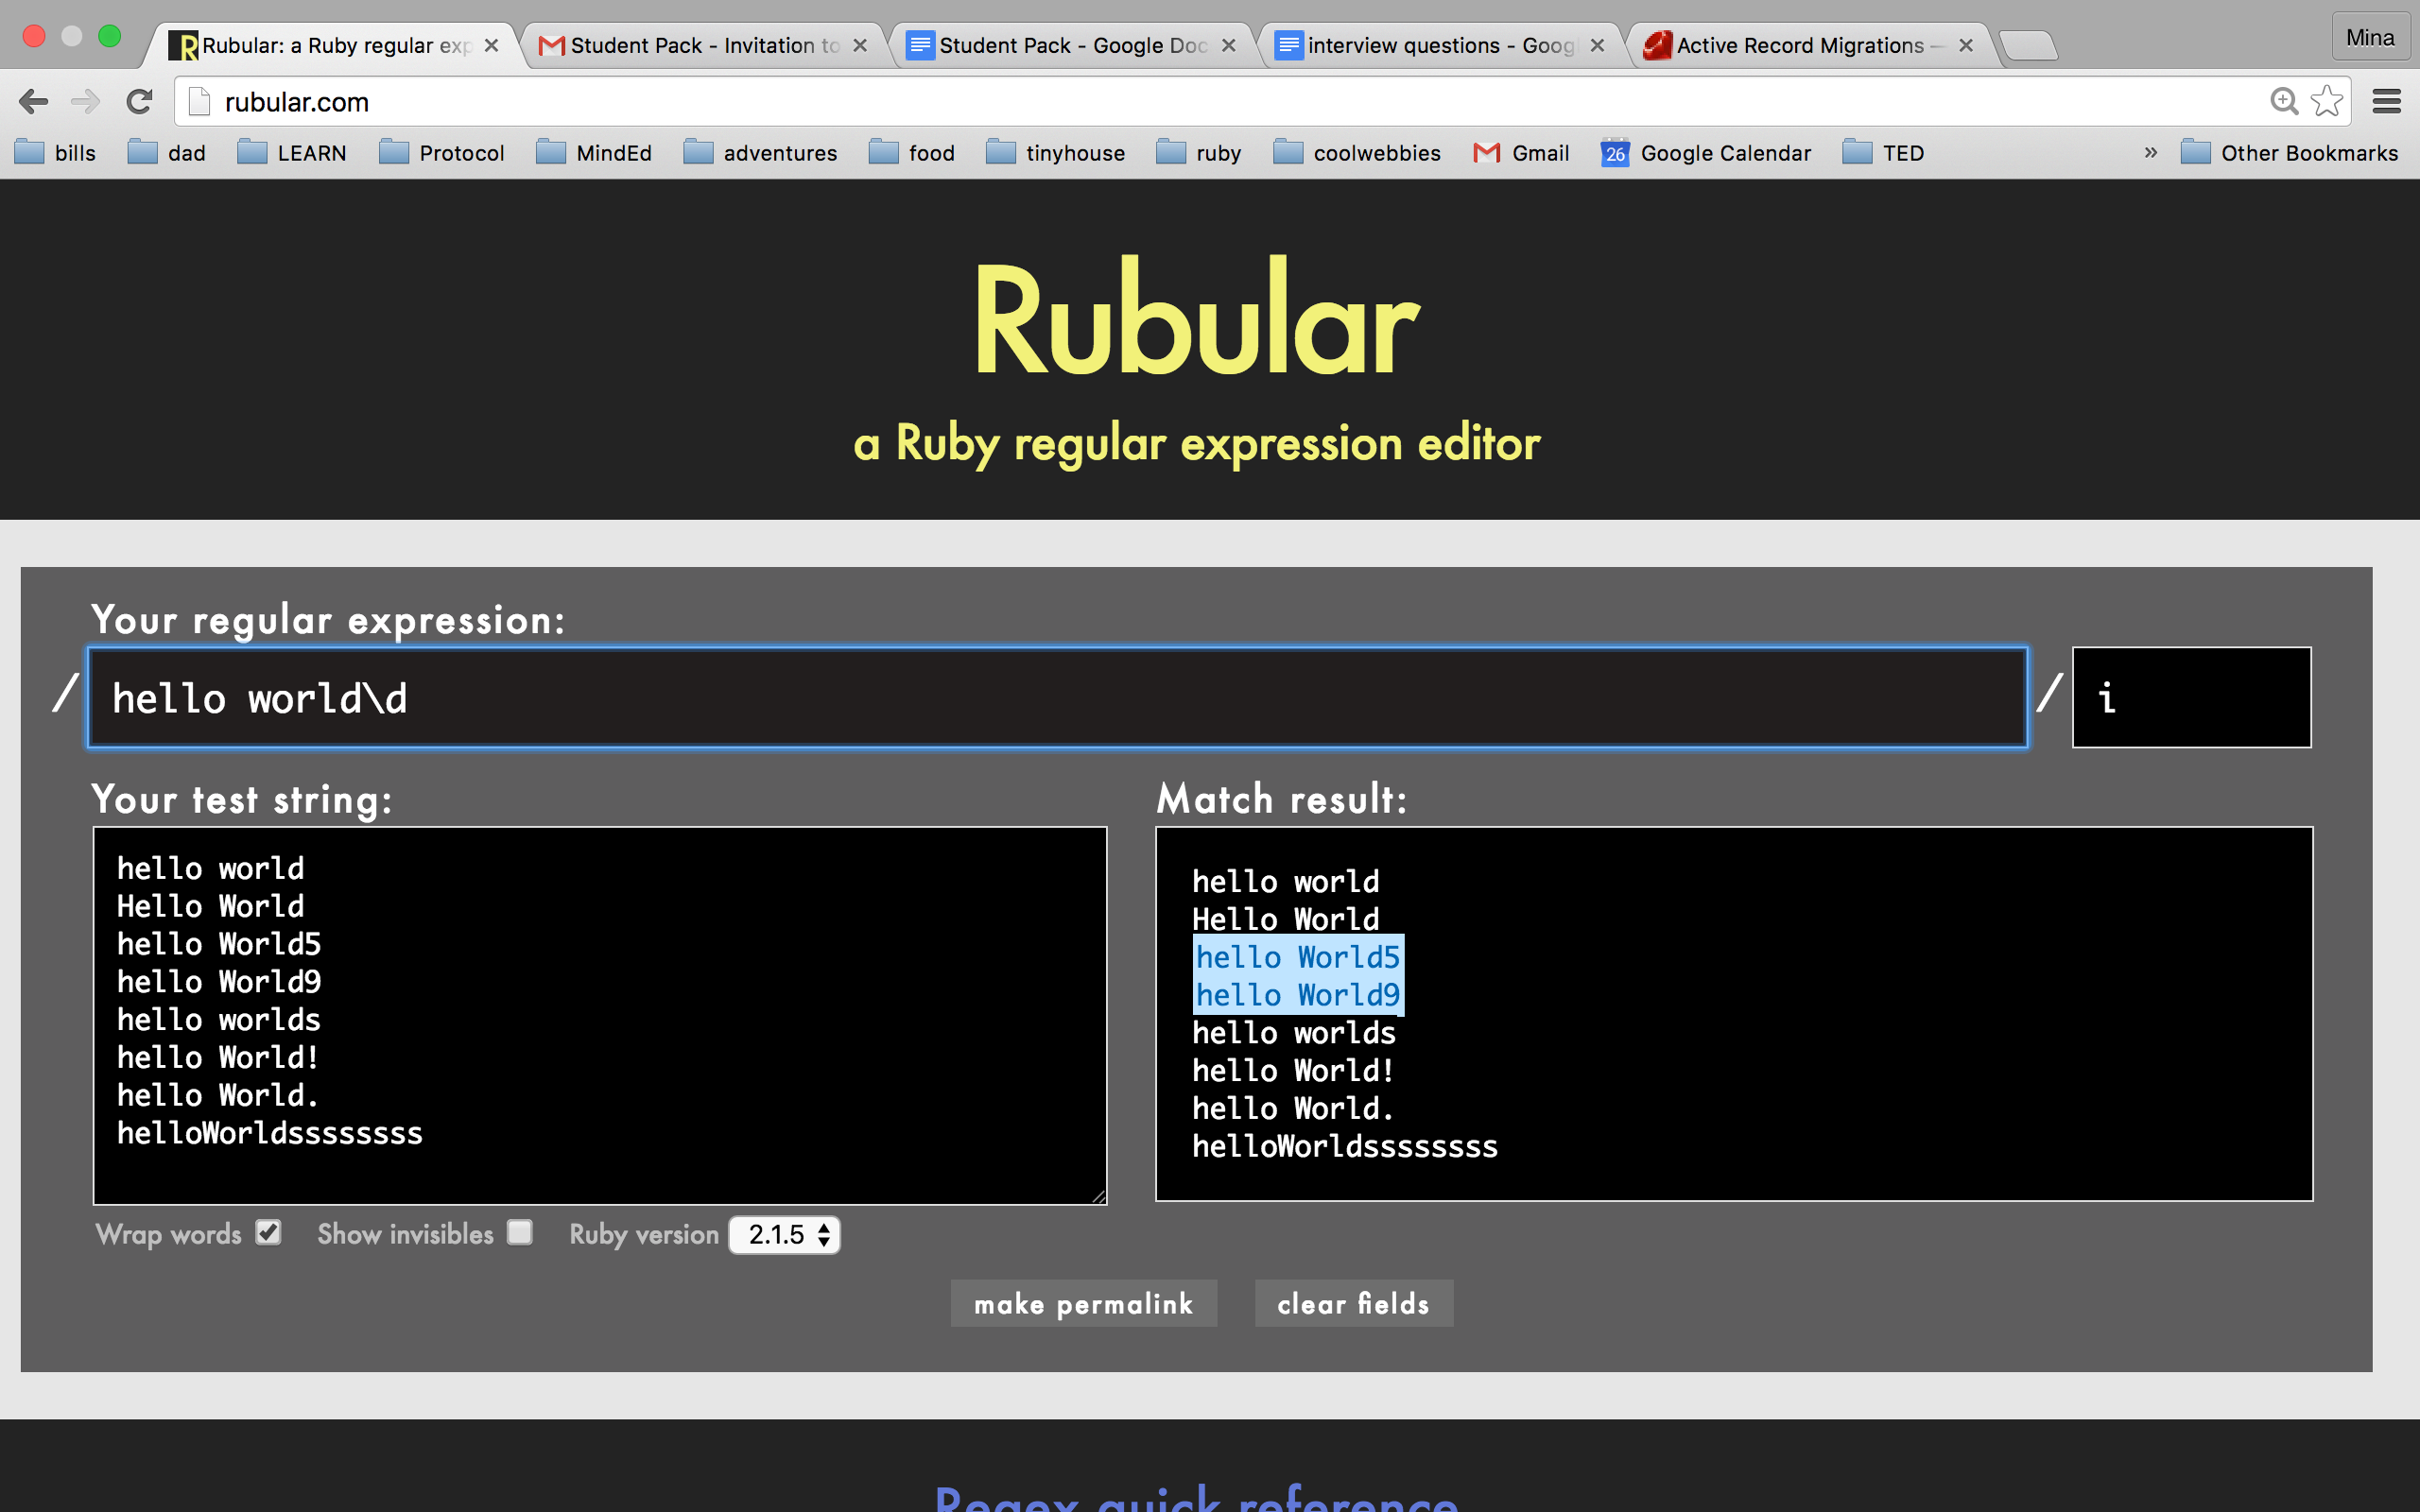 Rubular: a Ruby regular exp
Student Pack - Invitation to
Student Pack - Google Doc
interview questions - Goog
Active Record Migrations —
Mina
rubular.com
bills dad LEARN Protocol MindEd adventures food tinyhouse ruby coolwebbies Gmail 26 Google Calendar TED » Other Bookmarks
Rubular
a Ruby regular expression editor
Your regular expression:
/ hello world\d / i
Your test string:
hello world
Hello World
hello World5
hello World9
hello worlds
hello World!
hello World.
helloWorldssssssss
Match result:
hello world
Hello World
hello World5
hello World9
hello worlds
hello World!
hello World.
helloWorldssssssss
Wrap words Show invisibles Ruby version 2.1.5
make permalink clear fields
Regex quick reference